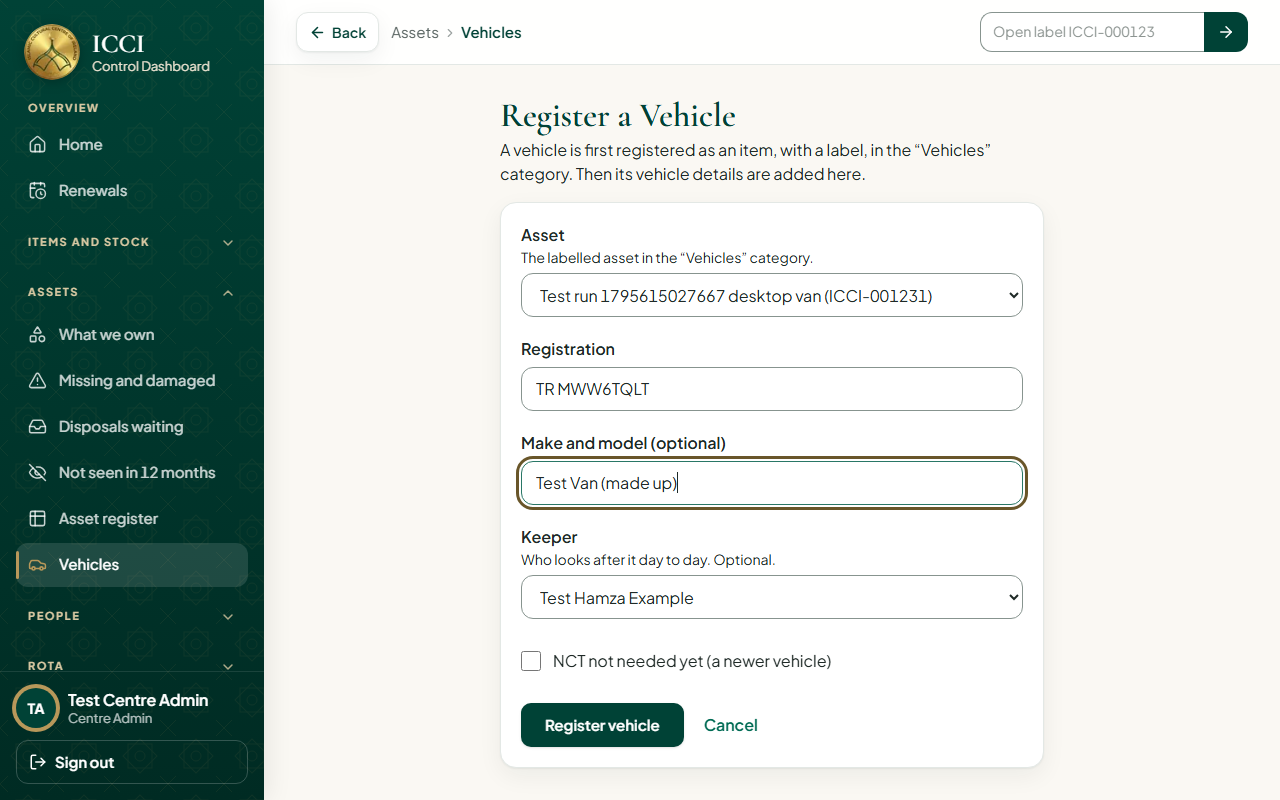 ICCI
Control Dashboard
OVERVIEW
Home
Renewals
ITEMS AND STOCK
ASSETS
What we own
Missing and damaged
Disposals waiting
Not seen in 12 months
Asset register
Vehicles
PEOPLE
ROTA
TA
Test Centre Admin
Centre Admin
Sign out
Back
Assets
Vehicles
Open label ICCI-000123
Register a Vehicle
A vehicle is first registered as an item, with a label, in the “Vehicles”
category. Then its vehicle details are added here.
Asset
The labelled asset in the “Vehicles” category.
Test run 1795615027667 desktop van (ICCI-001231)
Registration
TR MWW6TQLT
Make and model (optional)
Test Van (made up)
Keeper
Who looks after it day to day. Optional.
Test Hamza Example
NCT not needed yet (a newer vehicle)
Register vehicle
Cancel